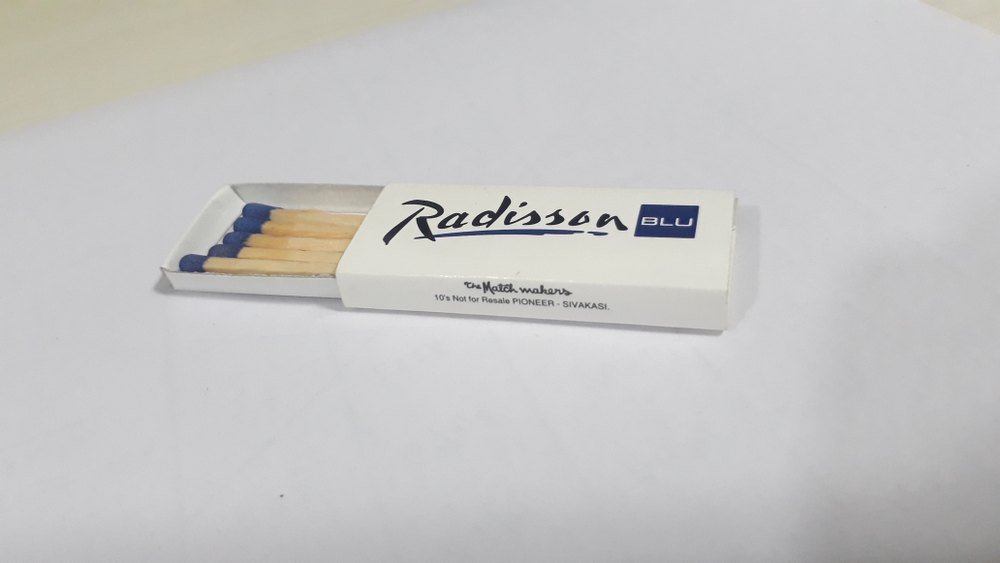 Radisson BLU
The Match makers
10's Not for Resale PIONEER - SIVAKASI.